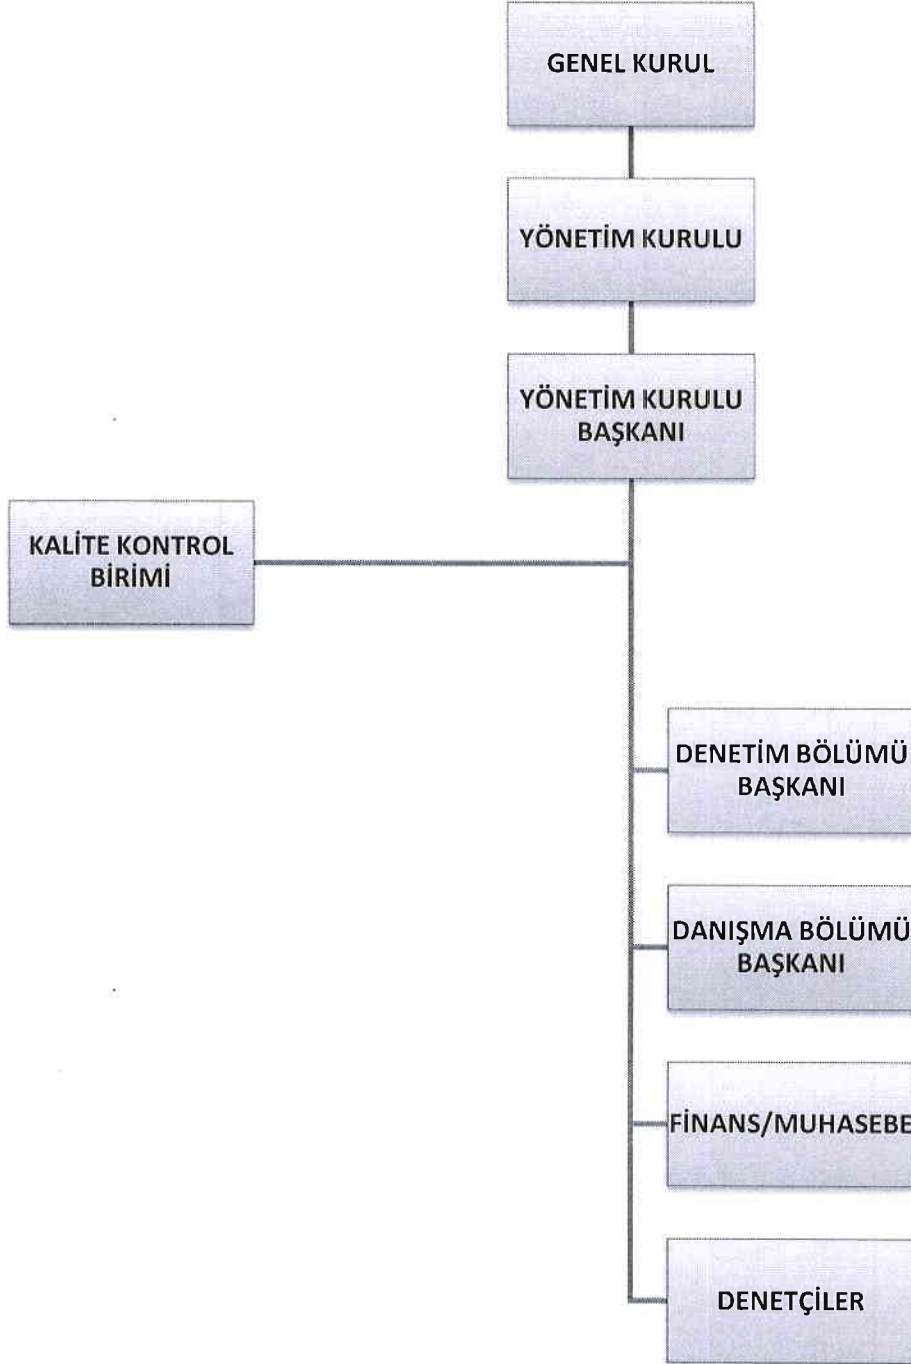 GENEL KURUL
YÖNETİM KURULU
YÖNETİM KURULU
BAŞKANI
KALİTE KONTROL
BİRİMİ
DENETİM BÖLÜMÜ
BAŞKANI
DANIŞMA BÖLÜMÜ
BAŞKANI
FİNANS/MUHASEBE
DENETÇİLER